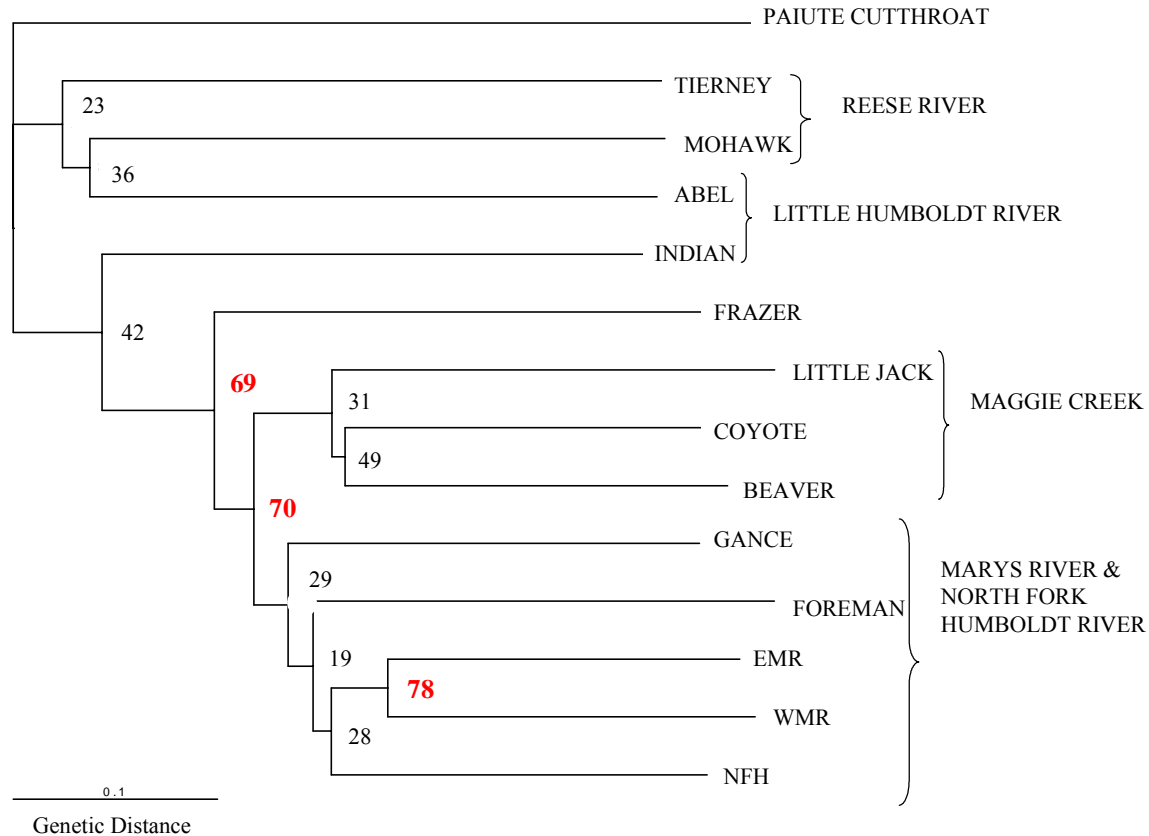 PAIUTE CUTTHROAT
TIERNEY
23
REESE RIVER
MOHAWK
36
ABEL
LITTLE HUMBOLDT RIVER
INDIAN
FRAZER
42
LITTLE JACK
69
31
MAGGIE CREEK
COYOTE
49
BEAVER
70
GANCE
29
MARYS RIVER &
NORTH FORK
HUMBOLDT RIVER
FOREMAN
19
EMR
78
WMR
28
NFH
0.1
Genetic Distance